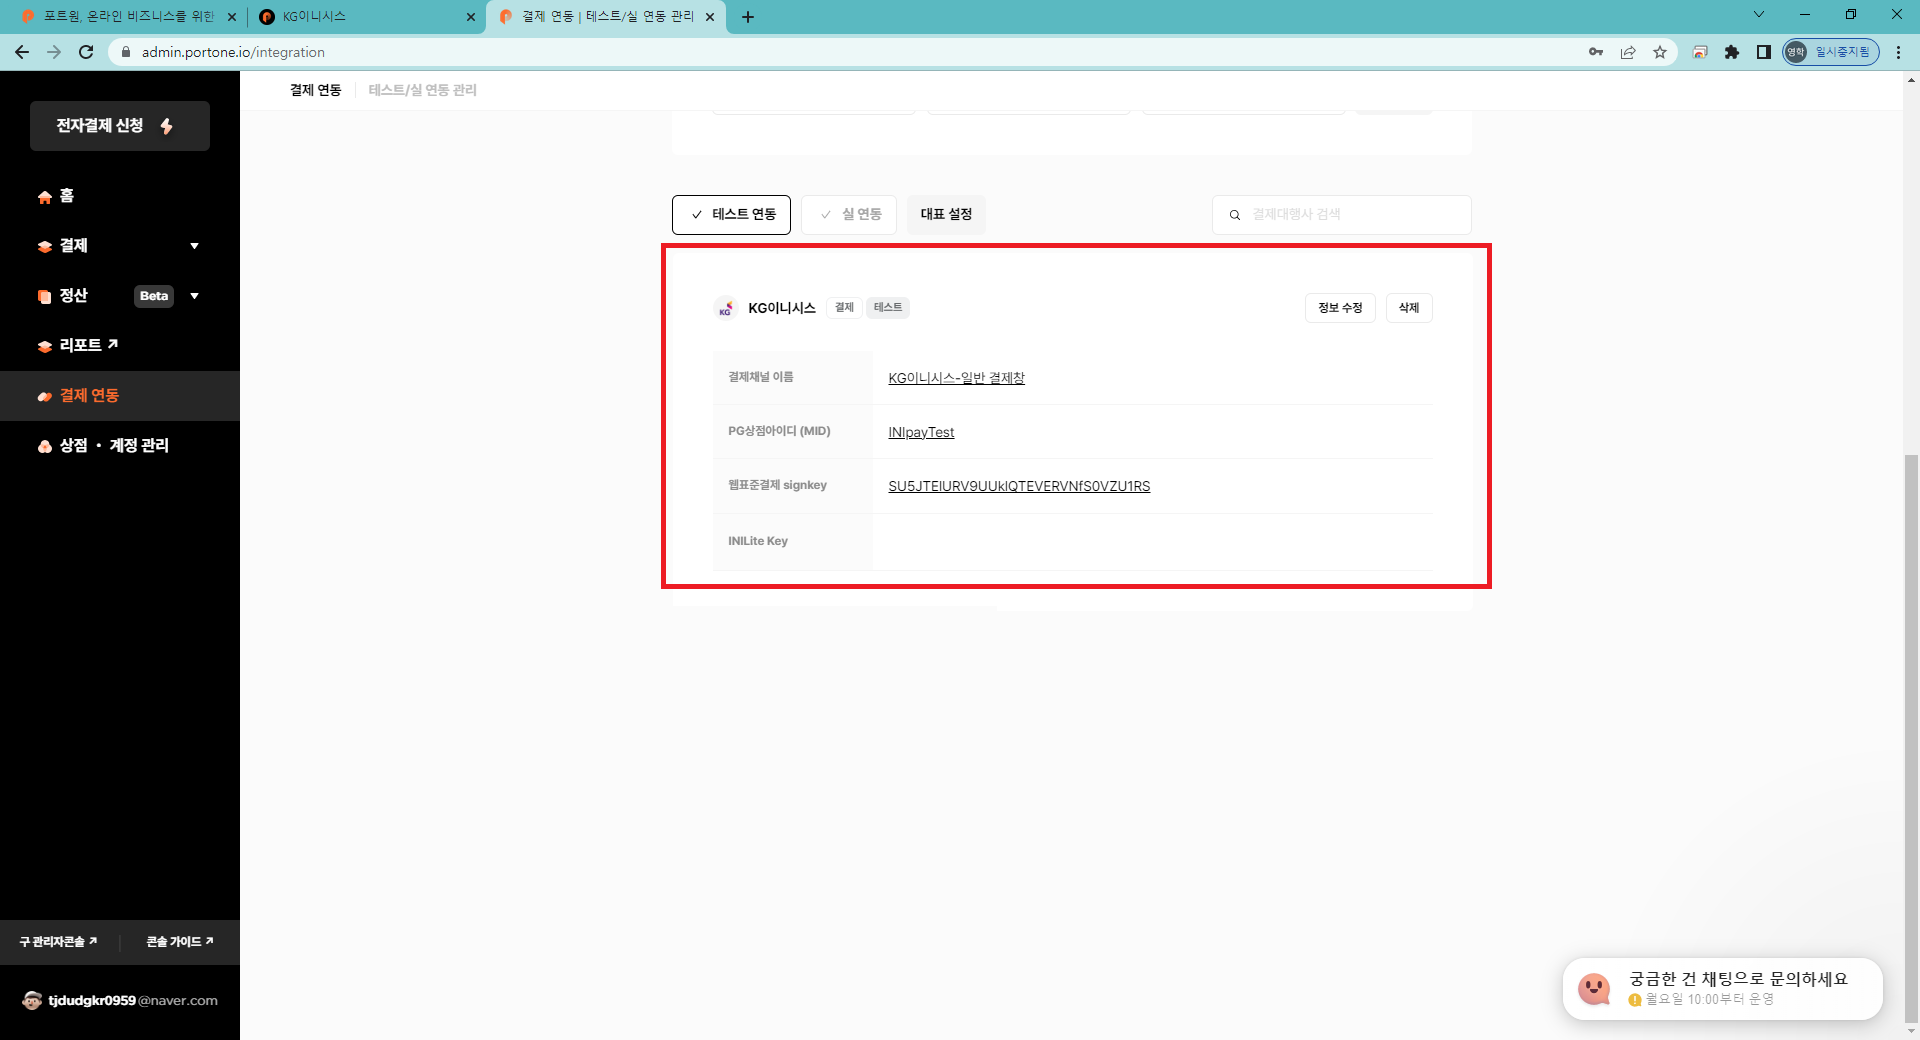 포트원, 온라인 비즈니스를 위한
KG이니시스
결제 연동 | 테스트/실 연동 관리
admin.portone.io/integration
영학
일시중지됨
전자결제 신청
홈
결제
정산
Beta
리포트
결제 연동
상점 · 계정 관리
구 관리자콘솔
콘솔 가이드
tjdudgkr0959@naver.com
결제 연동
테스트/실 연동 관리
테스트 연동
실 연동
대표 설정
결제대행사 검색
KG
KG이니시스
결제
테스트
정보 수정
삭제
결제채널 이름
KG이니시스-일반 결제창
PG상점아이디 (MID)
INIpayTest
웹표준결제 signkey
SU5JTElURV9UUklQTEVERVNfS0VZU1RS
INILite Key
궁금한 건 채팅으로 문의하세요
월요일 10:00부터 운영